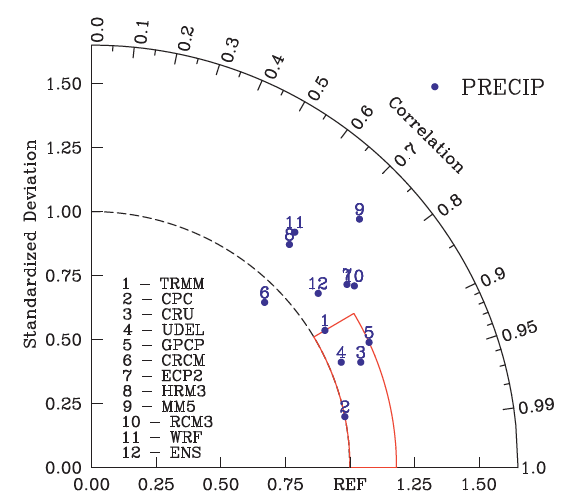 0.0
0.1
0.2
0.3
0.4
0.5
0.6
0.7
0.8
0.9
0.95
0.99
1.0
Correlation
PRECIP
Standardized Deviation
1.50
1.25
1.00
0.75
0.50
0.25
0.00
9
11
8
12
7
10
6
1
5
4
3
2
1 – TRMM
2 – CPC
3 – CRU
4 – UDEL
5 – GPCP
6 – CRCM
7 – ECP2
8 – HRM3
9 – MM5
10 – RCM3
11 – WRF
12 – ENS
0.00 0.25 0.50 0.75 REF 1.25 1.50